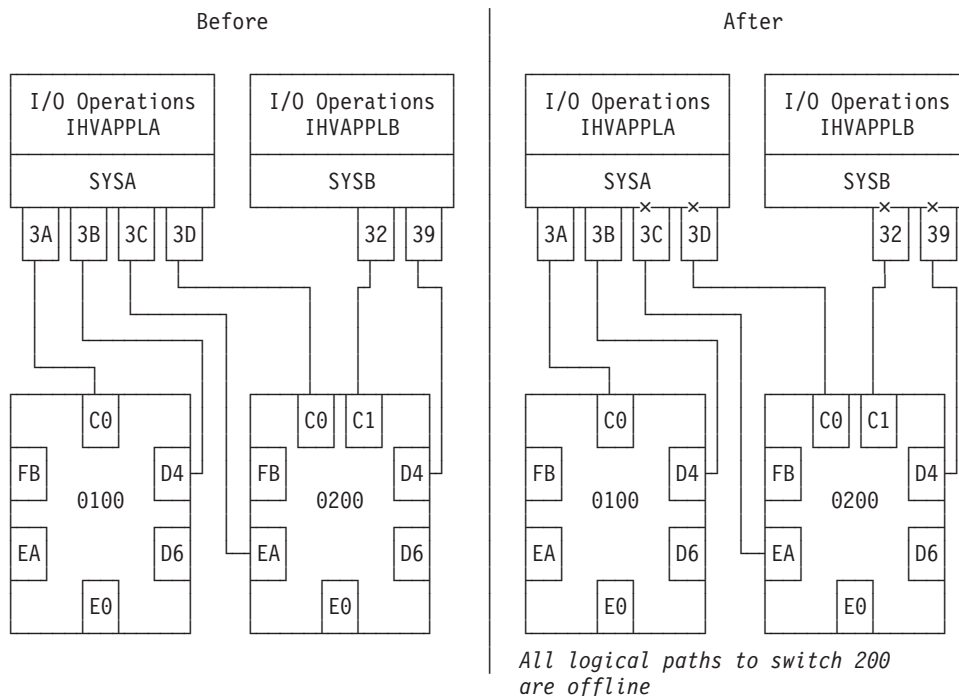 Before
I/O Operations
IHVAPPLA
I/O Operations
IHVAPPLB
SYSA
SYSB
3A 3B 3C 3D
32 39
C0
C0 C1
FB D4
FB D4
0100
0200
EA D6
EA D6
E0
E0
After
I/O Operations
IHVAPPLA
I/O Operations
IHVAPPLB
SYSA
SYSB
3A 3B 3C 3D
32 39
C0
C0 C1
FB D4
FB D4
0100
0200
EA D6
EA D6
E0
E0
All logical paths to switch 200
are offline